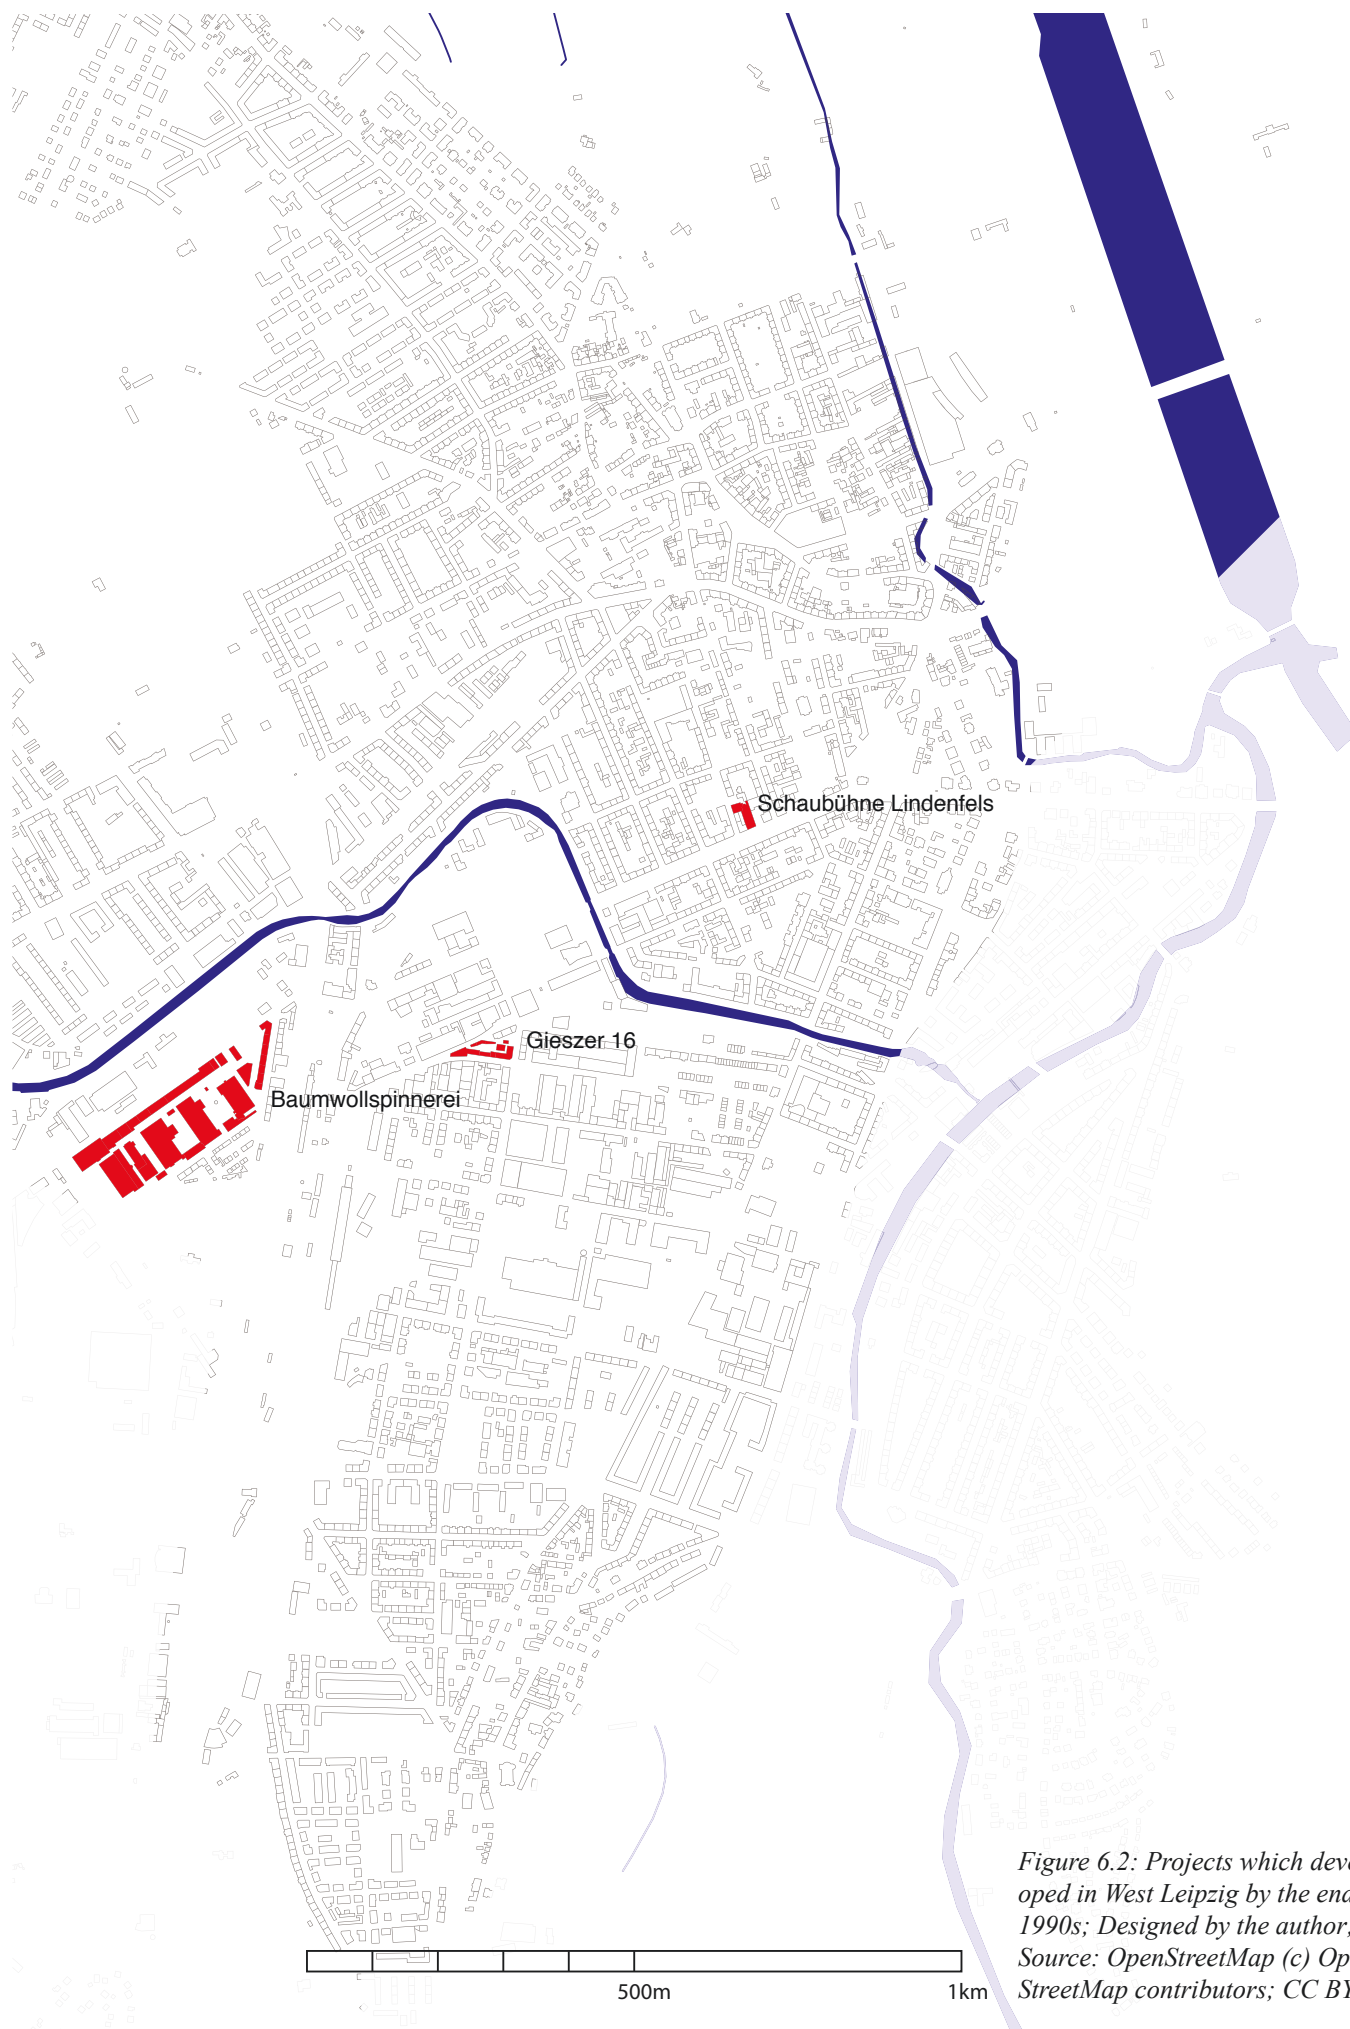 Schaubühne Lindenfels
Gieszer 16
Baumwollspinnerei
Figure 6.2: Projects which deve
oped in West Leipzig by the end
1990s; Designed by the author,
Source: OpenStreetMap (c) Op
StreetMap contributors; CC BY
500m
1km